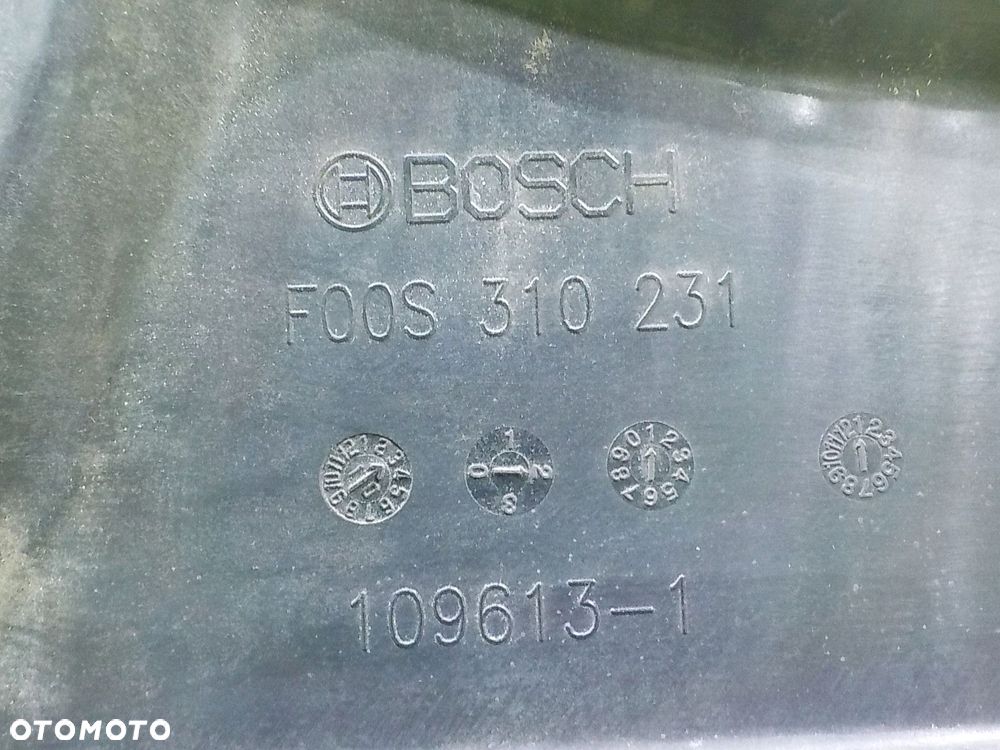 BOSCH
F00S 310 231
109613-1
OTOMOTO